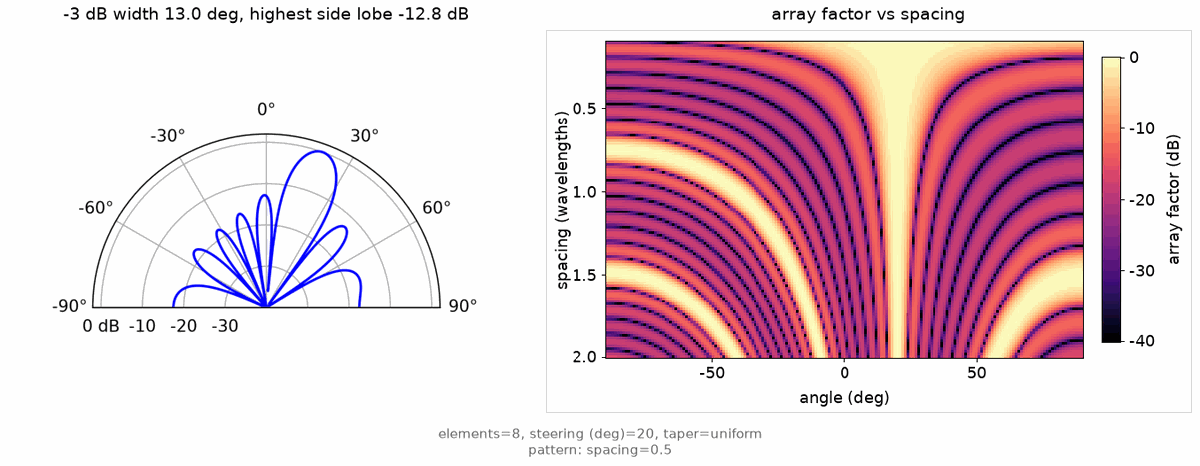 -3 dB width 13.0 deg, highest side lobe -12.8 dB
0°
-30°
30°
-60°
60°
-90°
90°
0 dB -10 -20 -30
array factor vs spacing
spacing (wavelengths)
0.5
1.0
1.5
2.0
-50 0 50
angle (deg)
0
-10
-20
-30
-40
array factor (dB)
elements=8, steering (deg)=20, taper=uniform
pattern: spacing=0.5